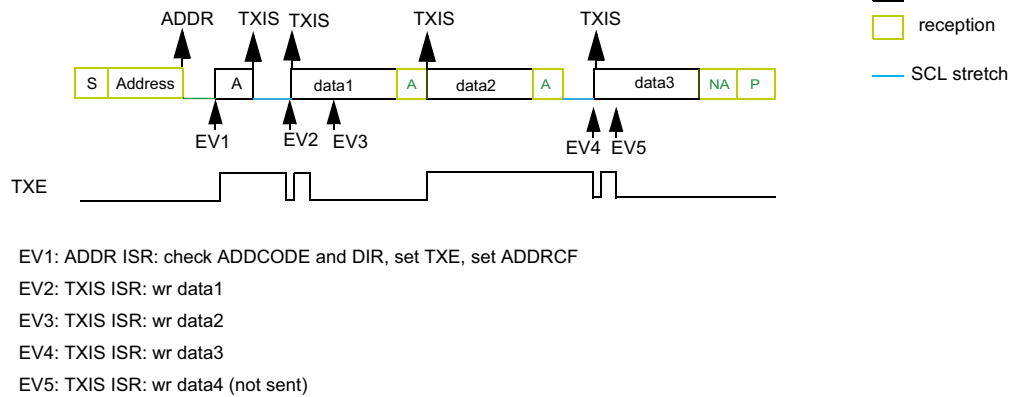 ADDR TXIS TXIS TXIS TXIS
reception
S Address A data1 A data2 A data3 NA P
SCL stretch
EV1 EV2 EV3 EV4 EV5
TXE
EV1: ADDR ISR: check ADDCODE and DIR, set TXE, set ADDRCF
EV2: TXIS ISR: wr data1
EV3: TXIS ISR: wr data2
EV4: TXIS ISR: wr data3
EV5: TXIS ISR: wr data4 (not sent)